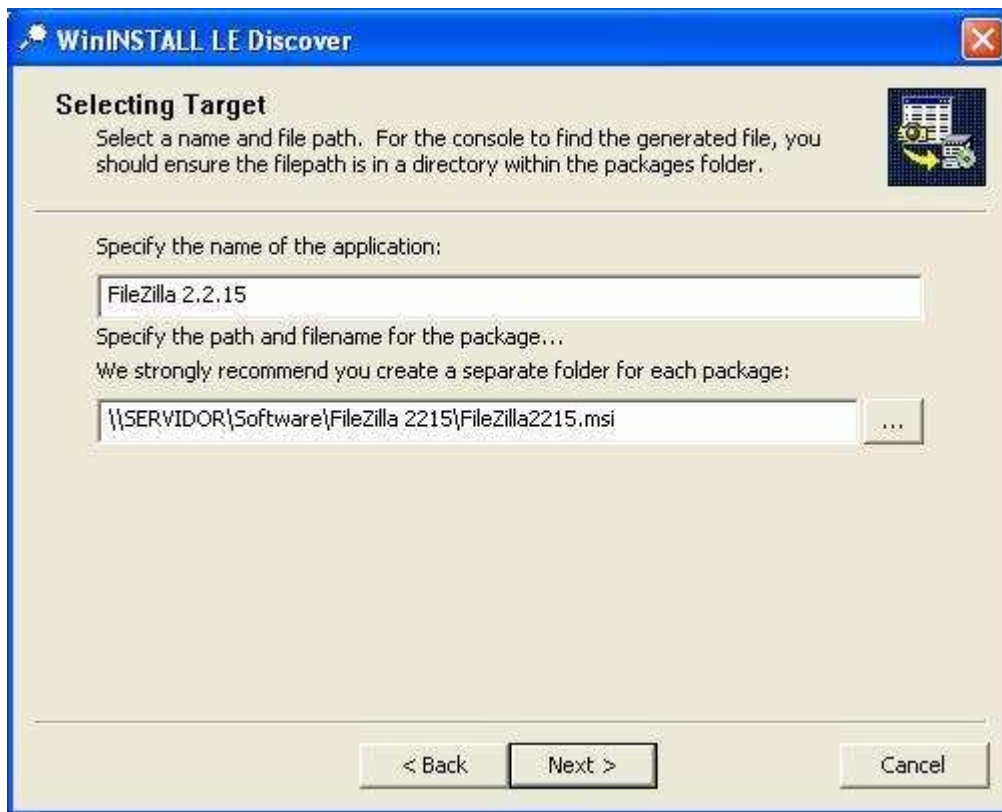 WinINSTALL LE Discover
Selecting Target
Select a name and file path. For the console to find the generated file, you
should ensure the filepath is in a directory within the packages folder.
Specify the name of the application:
FileZilla 2.2.15
Specify the path and filename for the package...
We strongly recommend you create a separate folder for each package:
\\SERVIDOR\Software\FileZilla 2215\FileZilla2215.msi
...
< Back
Next >
Cancel